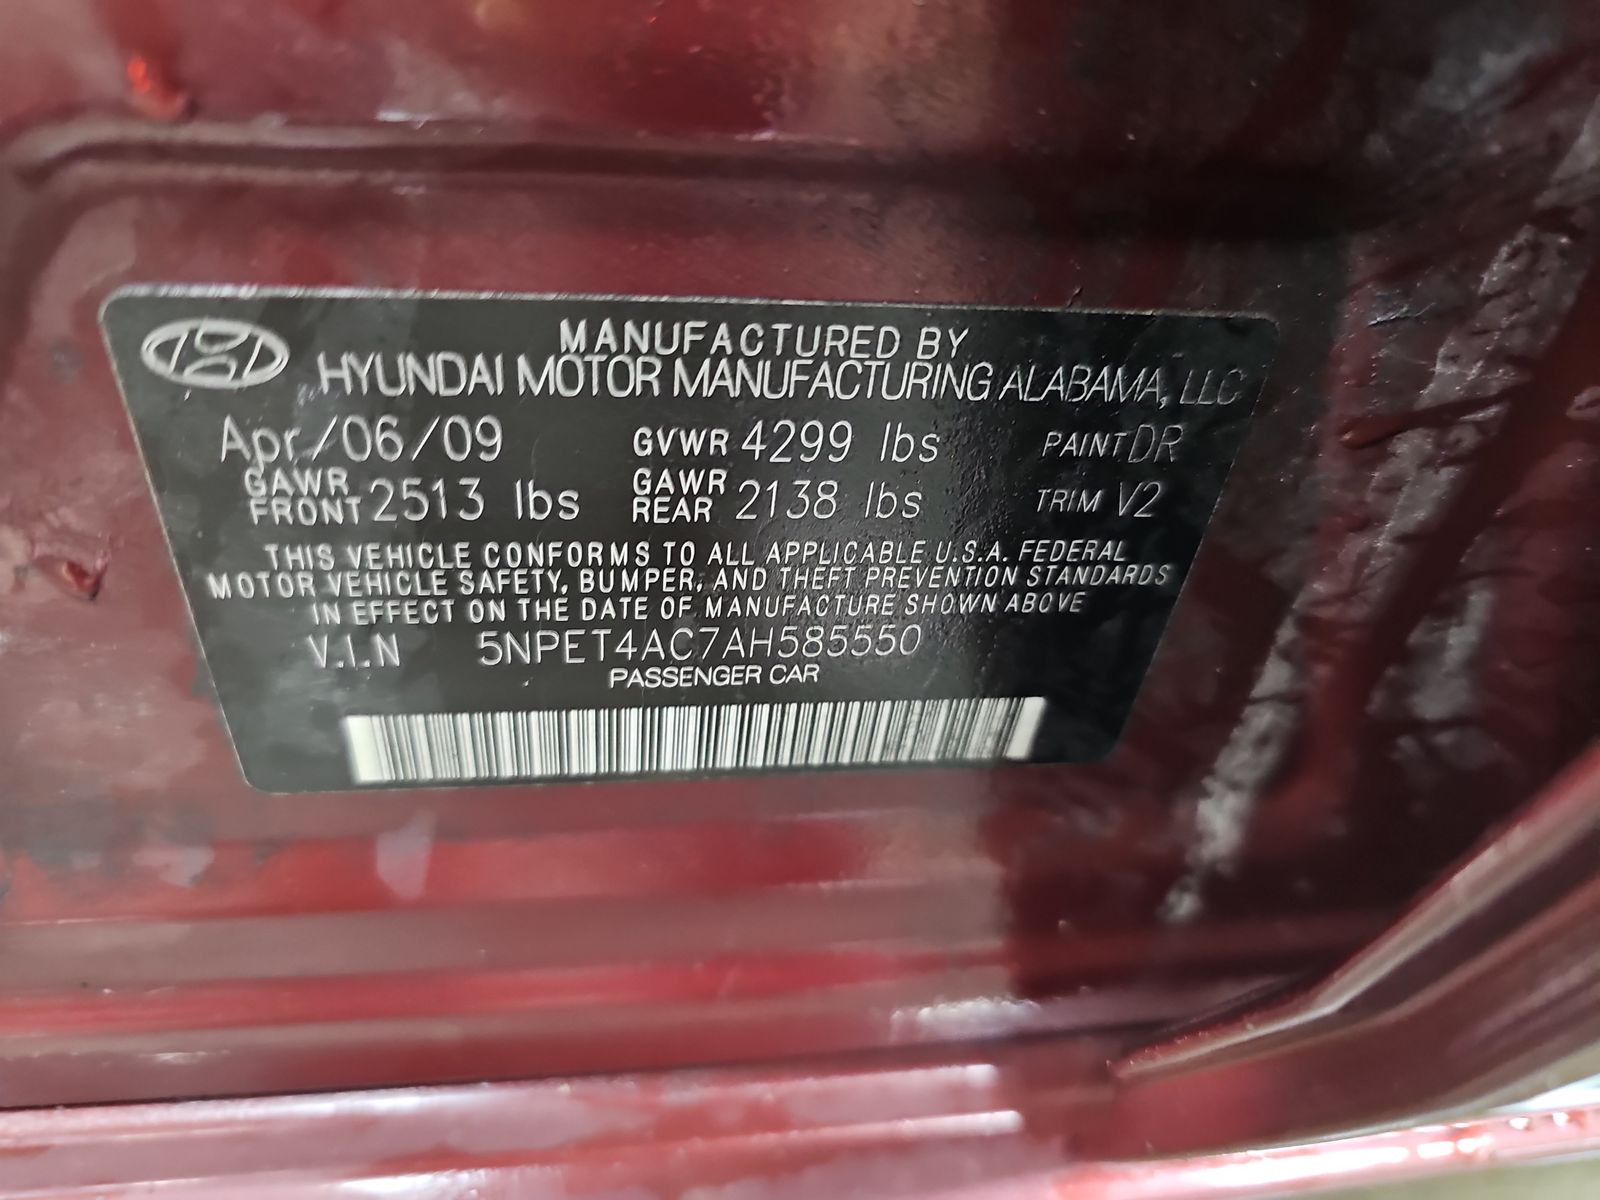 MANUFACTURED BY
HYUNDAI MOTOR MANUFACTURING ALABAMA, LLC
Apr/06/09 GVWR 4299 lbs PAINT DR
GAWR FRONT 2513 lbs GAWR REAR 2138 lbs TRIM V2
THIS VEHICLE CONFORMS TO ALL APPLICABLE U.S.A. FEDERAL
MOTOR VEHICLE SAFETY, BUMPER, AND THEFT PREVENTION STANDARDS
IN EFFECT ON THE DATE OF MANUFACTURE SHOWN ABOVE
V.I.N 5NPET4AC7AH585550
PASSENGER CAR